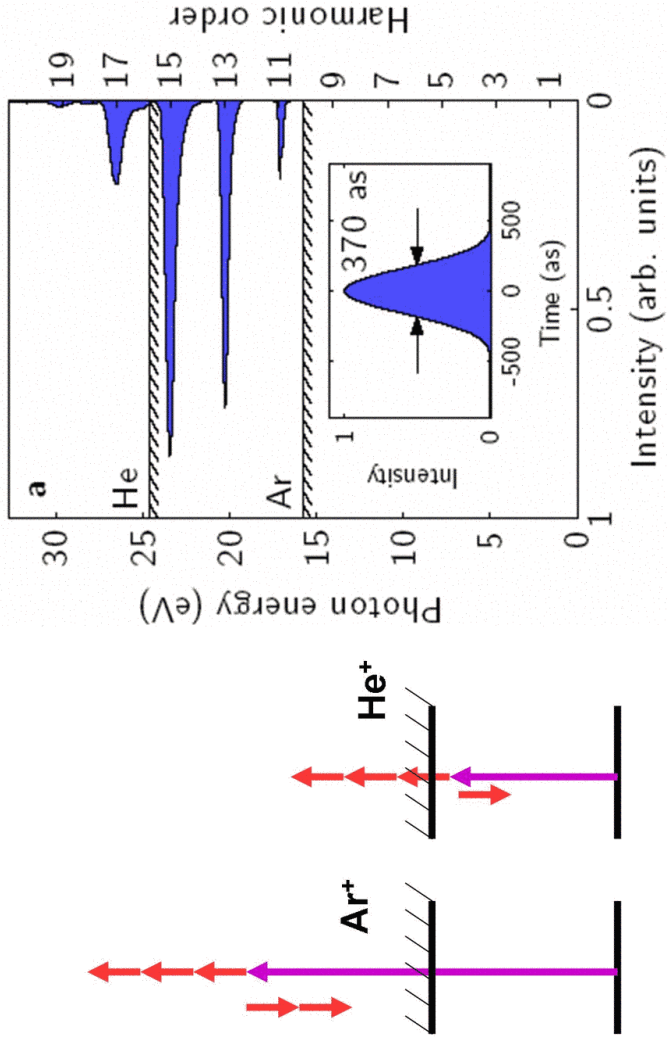 Harmonic order
19
17
15
13
11
9
7
5
3
1
a
He
Ar
30
25
20
15
10
5
0
Photon energy (eV)
0
0.5
1
Intensity (arb. units)
370 as
1
0
Intensity
-500
0
500
Time (as)
He+
Ar+